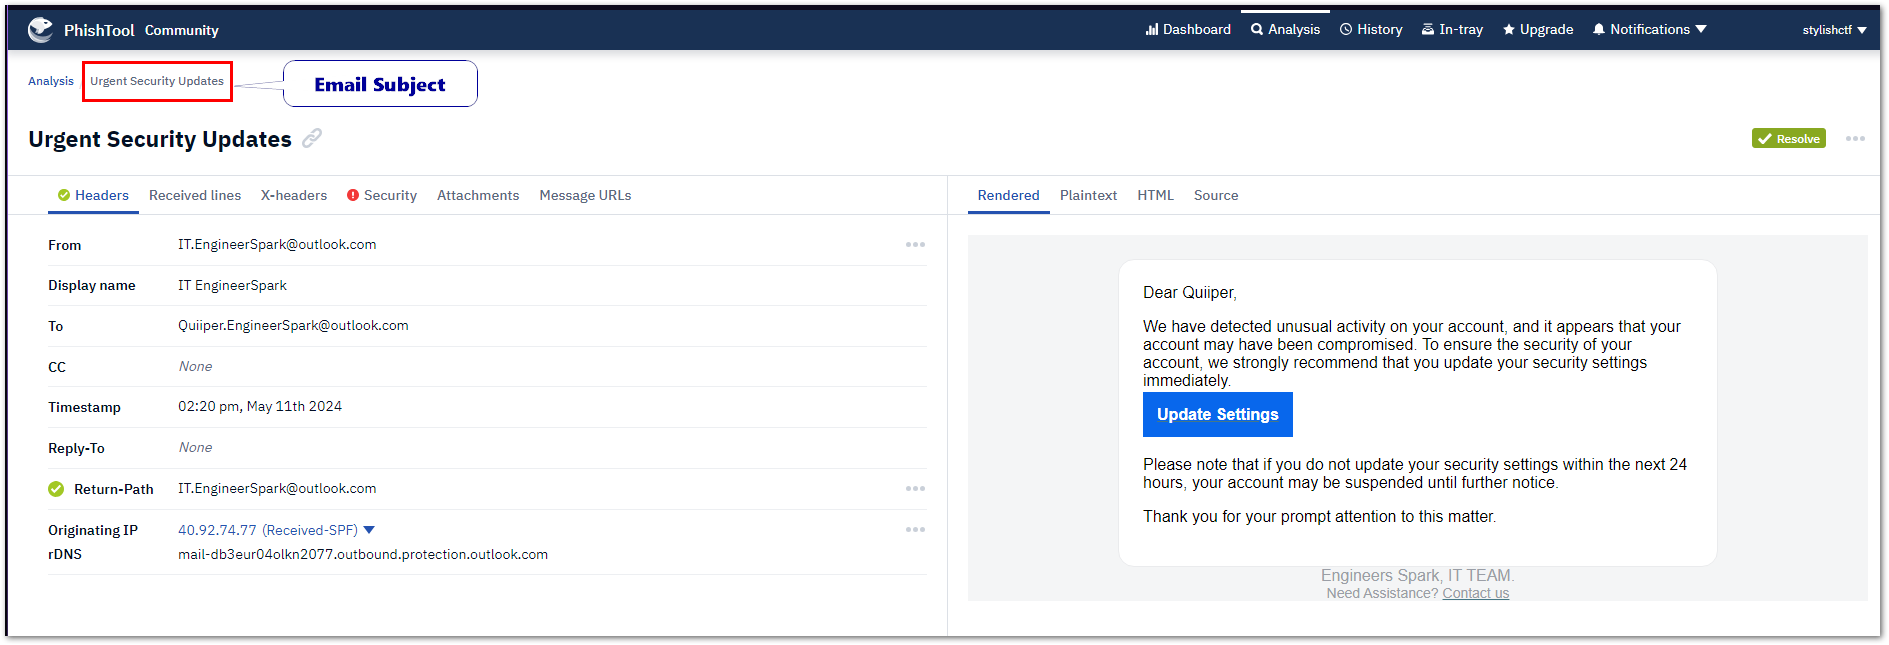 PhishTool Community
Dashboard Analysis History In-tray Upgrade Notifications stylishctf
Analysis Urgent Security Updates
Email Subject
Urgent Security Updates
Resolve
Headers Received lines X-headers Security Attachments Message URLs
From IT.EngineerSpark@outlook.com
Display name IT EngineerSpark
To Quiiper.EngineerSpark@outlook.com
CC None
Timestamp 02:20 pm, May 11th 2024
Reply-To None
Return-Path IT.EngineerSpark@outlook.com
Originating IP 40.92.74.77 (Received-SPF)
rDNS mail-db3eur04olkn2077.outbound.protection.outlook.com
Rendered Plaintext HTML Source
Dear Quiiper,
We have detected unusual activity on your account, and it appears that your
account may have been compromised. To ensure the security of your
account, we strongly recommend that you update your security settings
immediately.
Update Settings
Please note that if you do not update your security settings within the next 24
hours, your account may be suspended until further notice.
Thank you for your prompt attention to this matter.
Engineers Spark, IT TEAM.
Need Assistance? Contact us